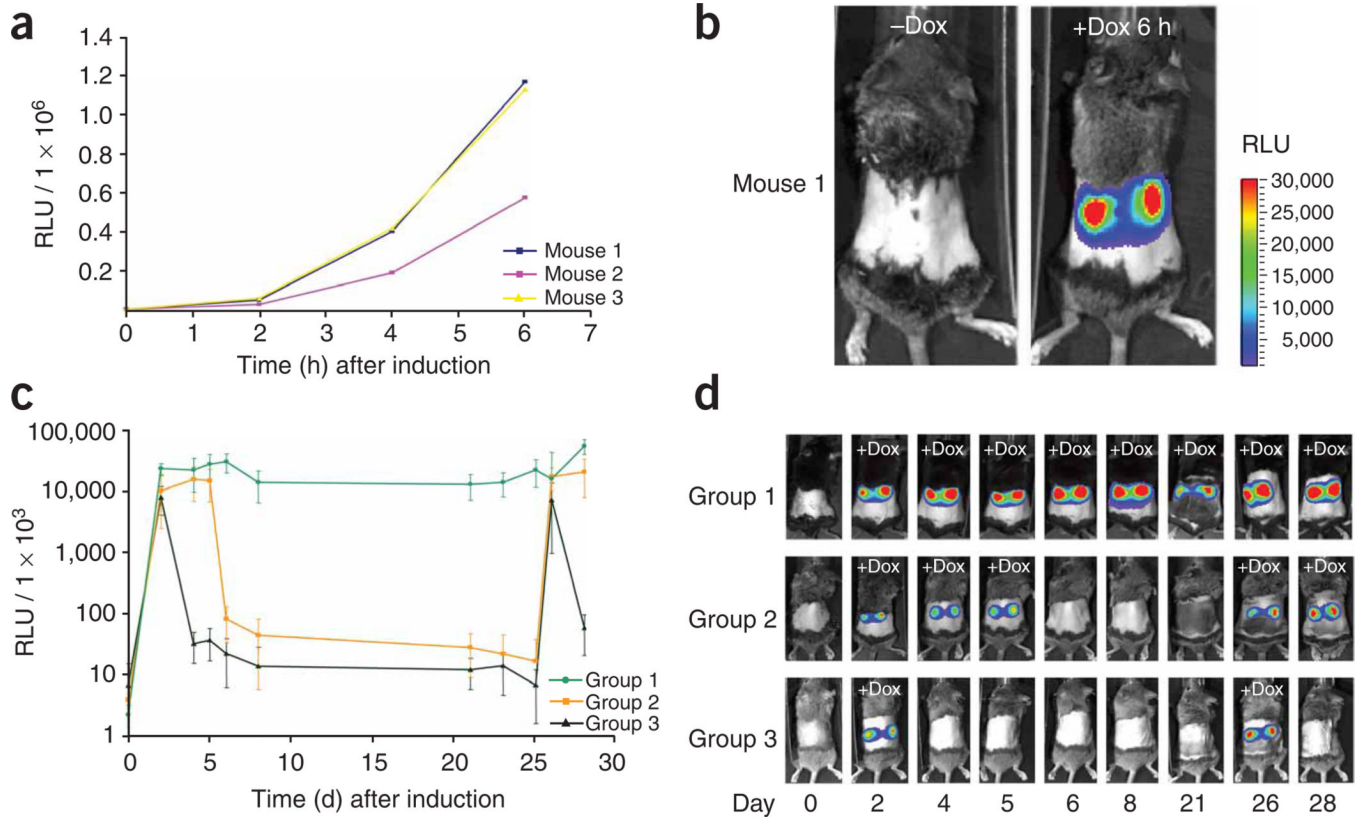 a
1.4
1.2
1.0
0.8
0.6
0.4
0.2
RLU / 1 × 10⁶
Mouse 1
Mouse 2
Mouse 3
0 1 2 3 4 5 6 7
Time (h) after induction
b
–Dox
+Dox 6 h
Mouse 1
RLU
30,000
25,000
20,000
15,000
10,000
5,000
c
100,000
10,000
1,000
100
10
1
RLU / 1 × 10³
Group 1
Group 2
Group 3
0 5 10 15 20 25 30
Time (d) after induction
d
+Dox +Dox +Dox +Dox +Dox +Dox +Dox +Dox
Group 1
+Dox +Dox +Dox +Dox +Dox
Group 2
+Dox +Dox
Group 3
Day 0 2 4 5 6 8 21 26 28